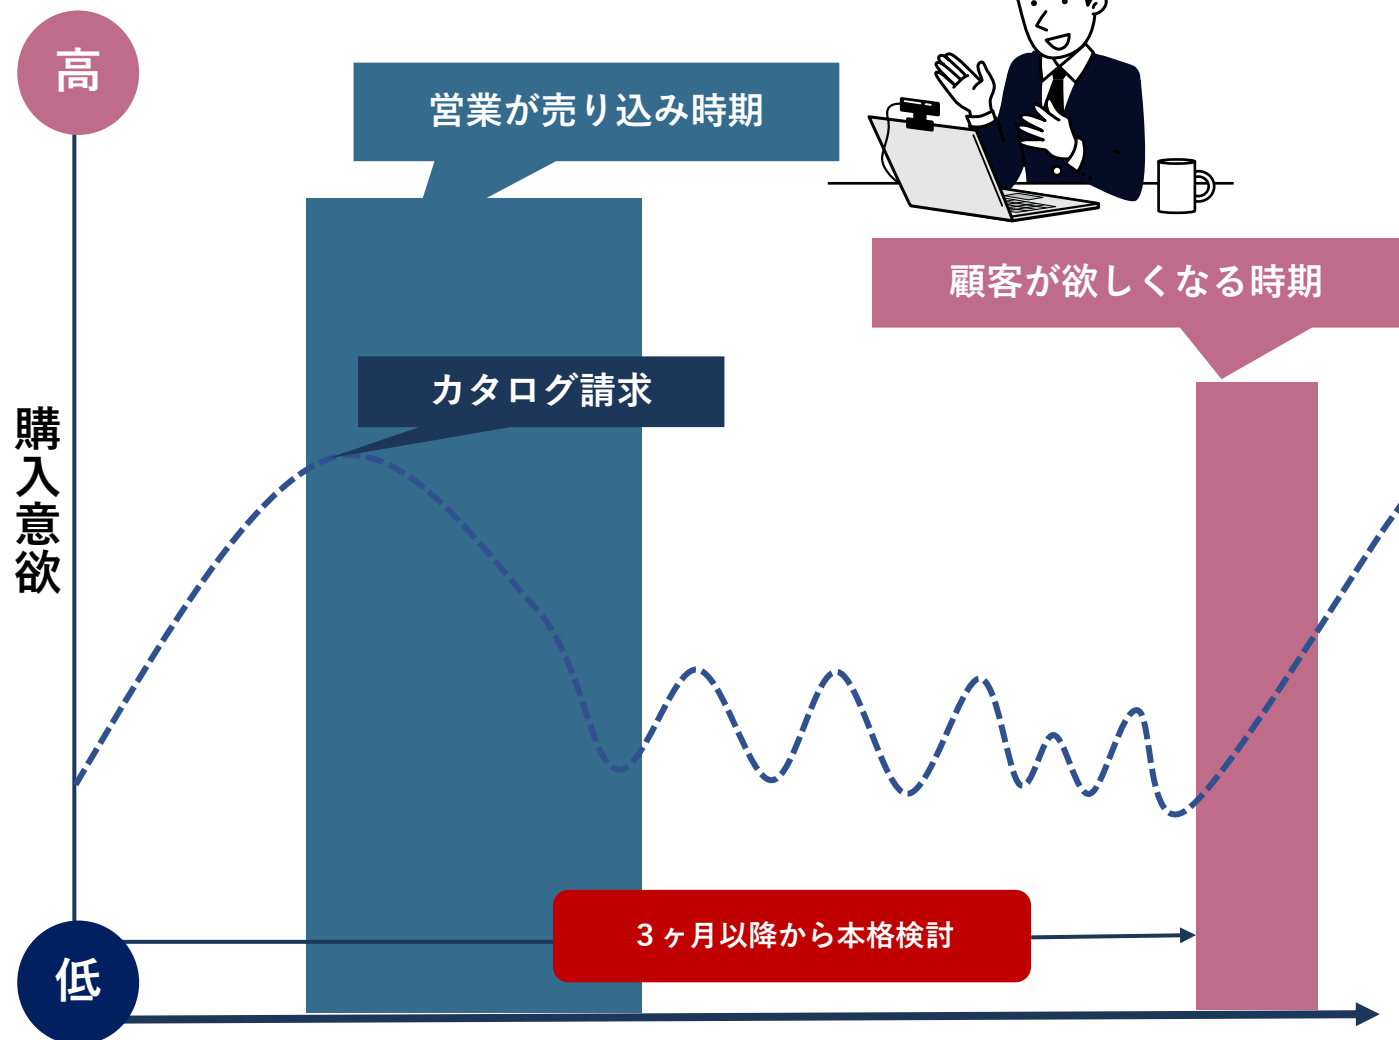 高
営業が売り込み時期
顧客が欲しくなる時期
カタログ請求
購入意欲
３ヶ月以降から本格検討
低